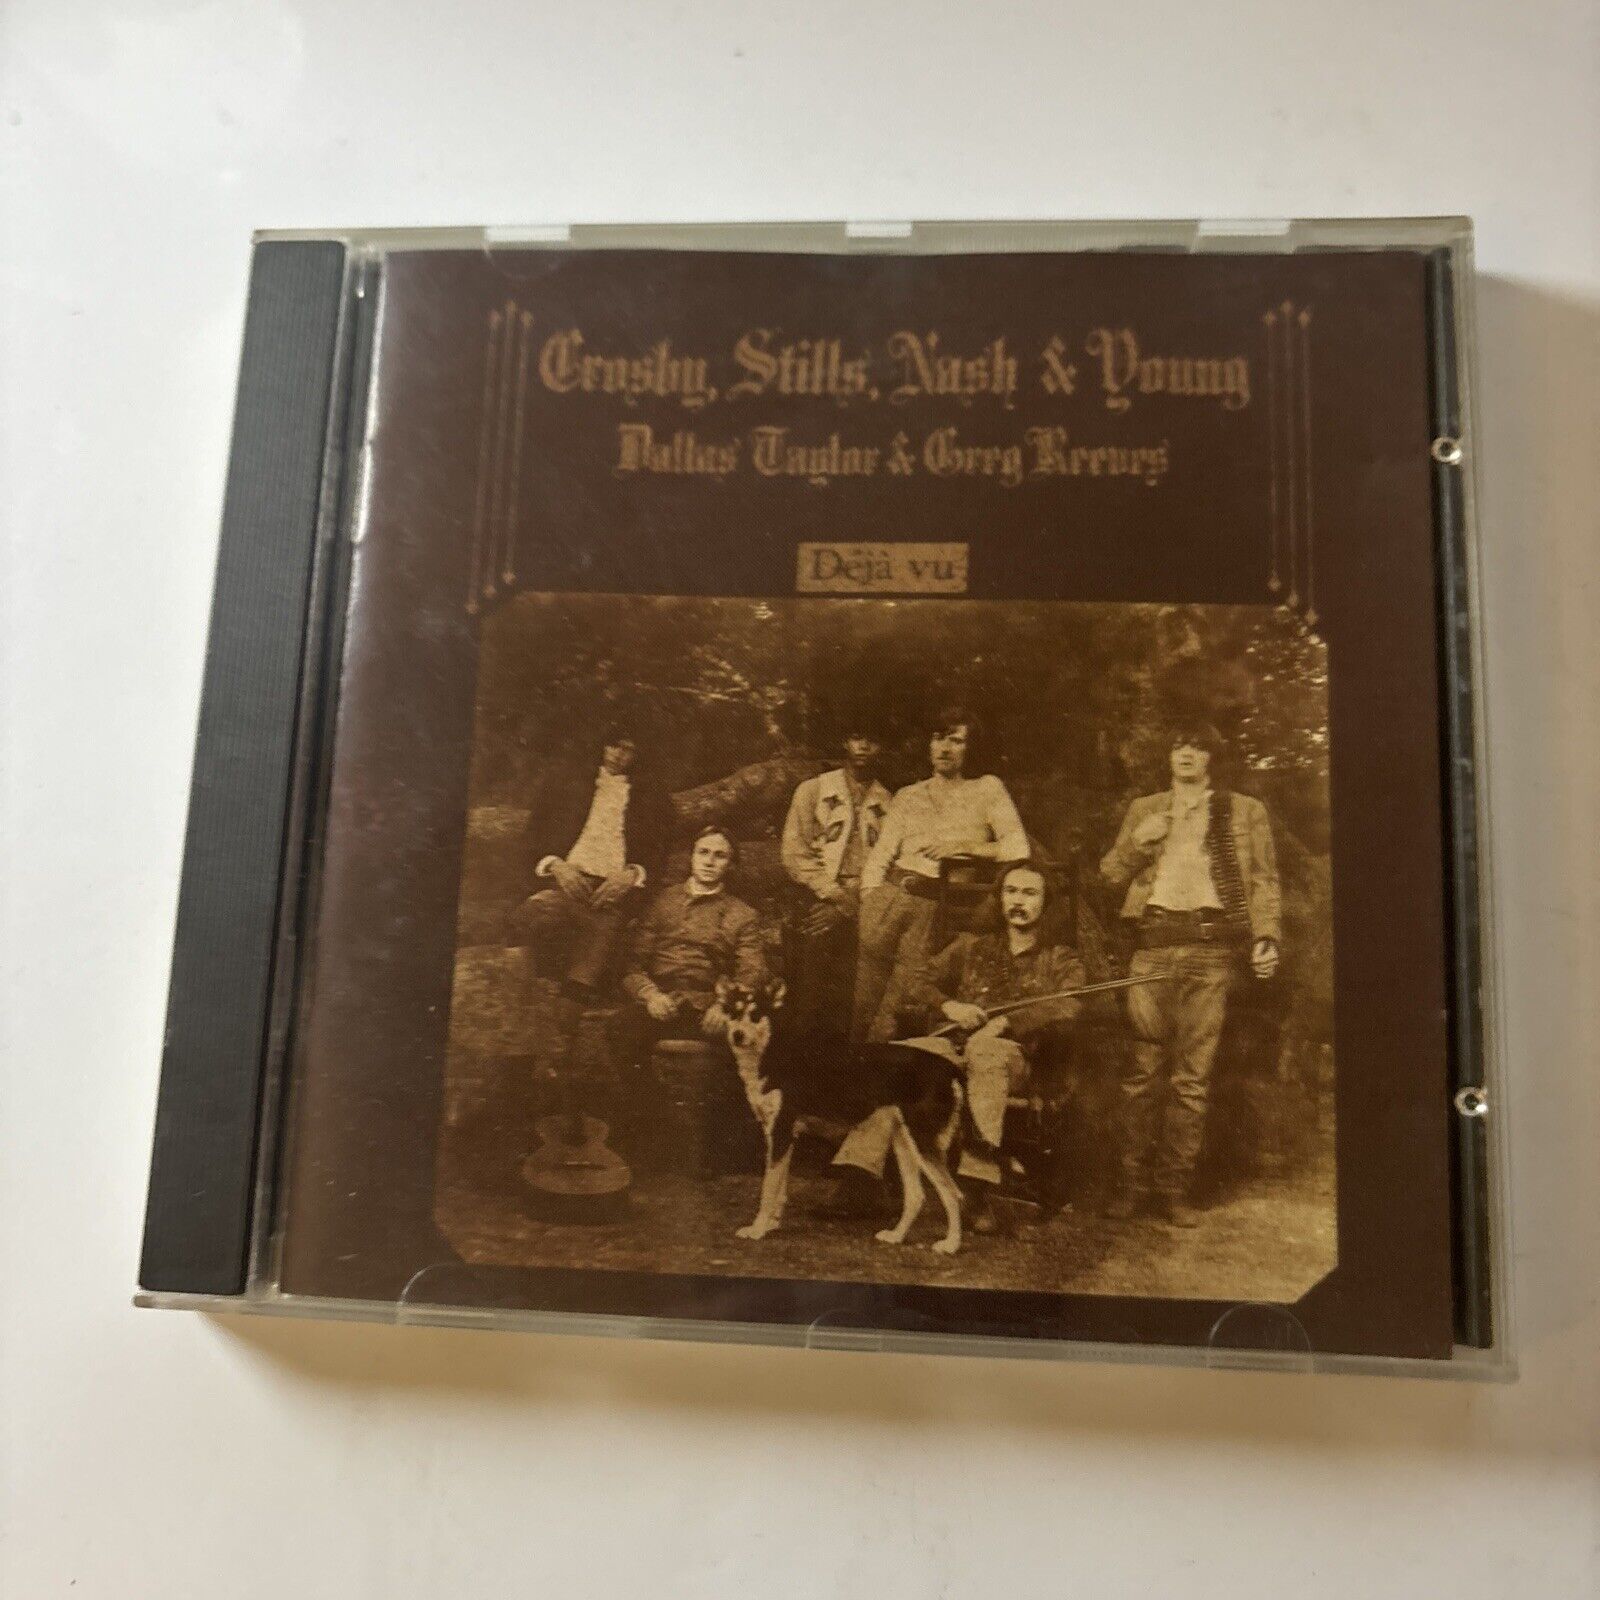 Crosby, Stills, Nash & Young
Dallas Taylor & Greg Reeves
Déjà vu